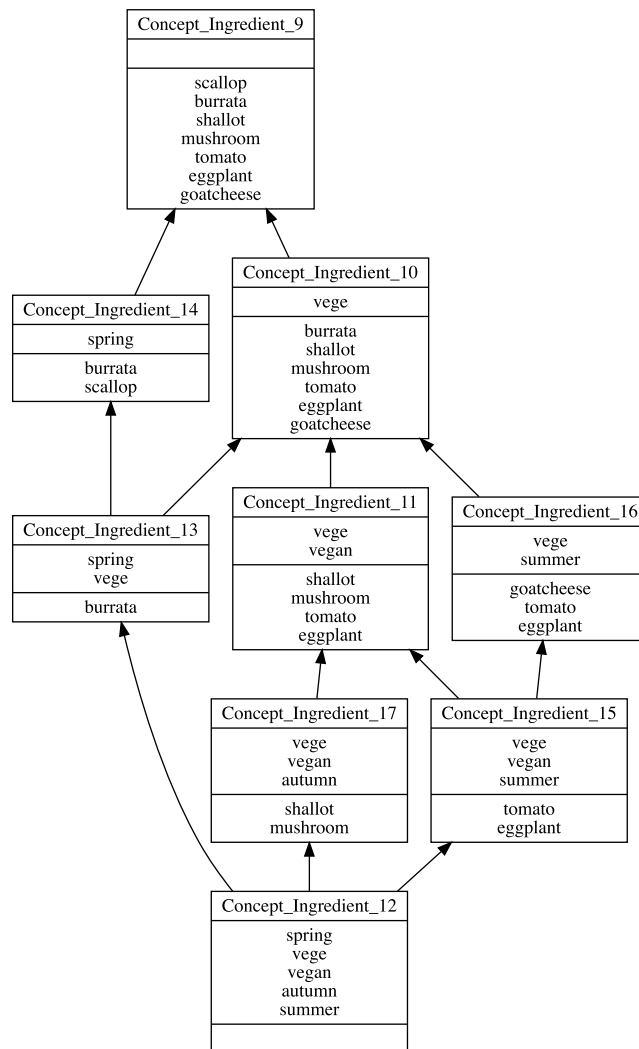 Concept_Ingredient_9
scallop
burrata
shallot
mushroom
tomato
eggplant
goatcheese
Concept_Ingredient_10
vege
burrata
shallot
mushroom
tomato
eggplant
goatcheese
Concept_Ingredient_14
spring
burrata
scallop
Concept_Ingredient_13
spring
vege
burrata
Concept_Ingredient_11
vege
vegan
shallot
mushroom
tomato
eggplant
Concept_Ingredient_16
vege
summer
goatcheese
tomato
eggplant
Concept_Ingredient_17
vege
vegan
autumn
shallot
mushroom
Concept_Ingredient_15
vege
vegan
summer
tomato
eggplant
Concept_Ingredient_12
spring
vege
vegan
autumn
summer